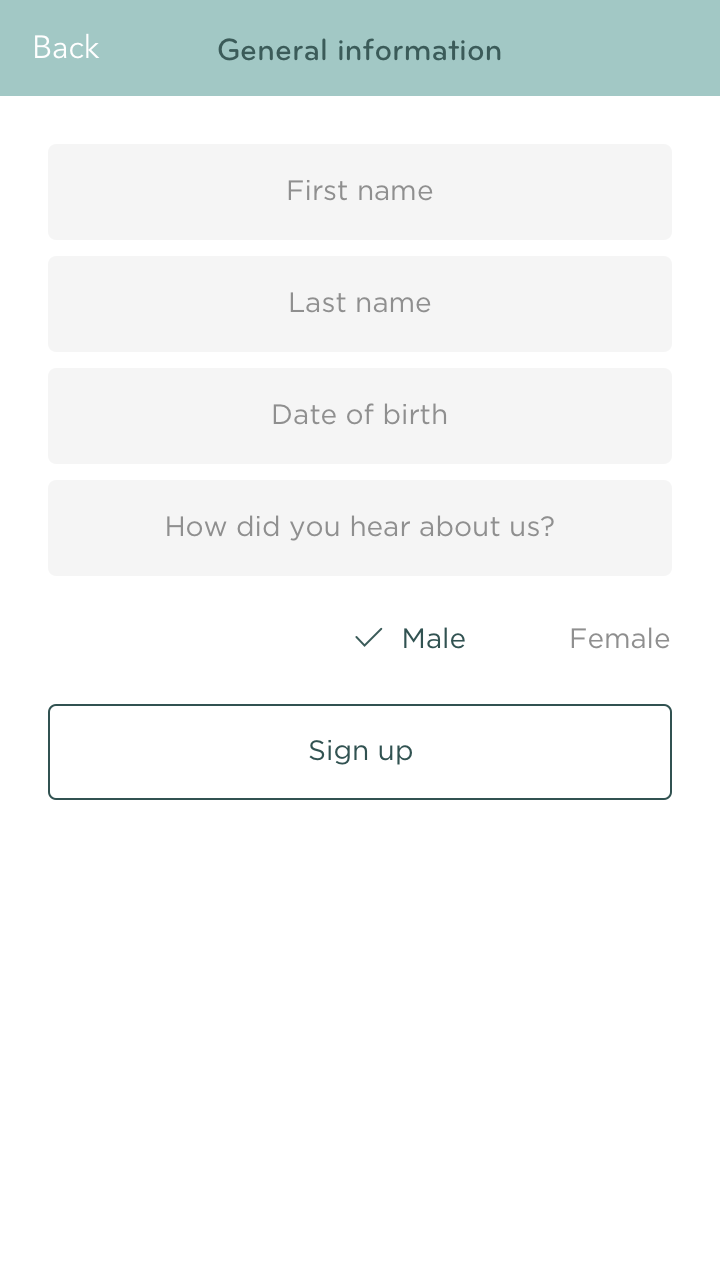 Back
General information
First name
Last name
Date of birth
How did you hear about us?
Male
Female
Sign up